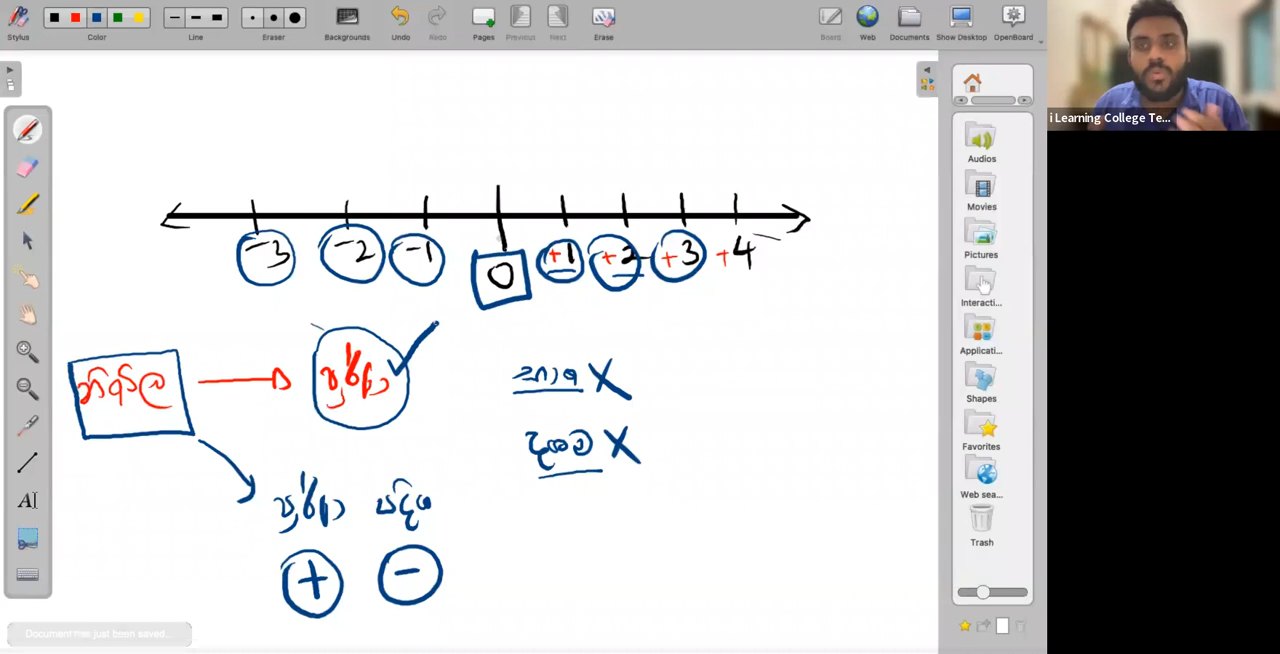 Stylus Color Line Eraser Backgrounds Undo Redo Pages Previous Next Erase Board Web Documents Show Desktop OpenBoard
i Learning College Te...
-3 -2 -1 0 +1 +2 +3 +4
නිඛිල පූර්ණ භාග X
දශම X
පූර්ණ සදිශ
+ -
Audios
Movies
Pictures
Interacti...
Applicati...
Shapes
Favorites
Web sea...
Trash
Document has just been saved...